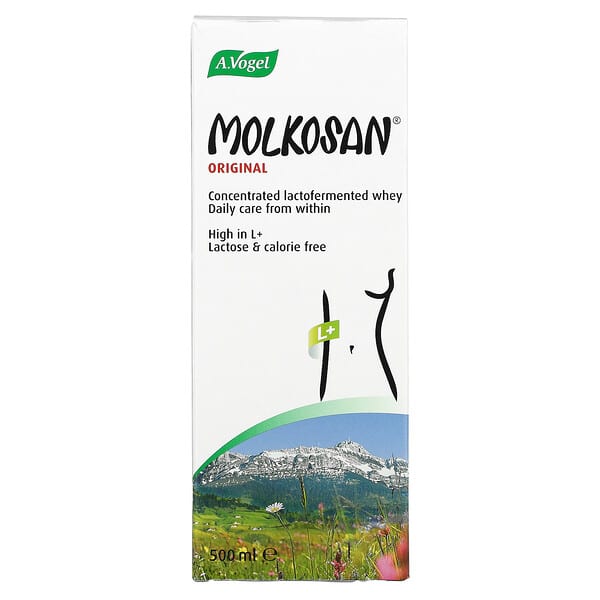 A.Vogel
MOLKOSAN®
ORIGINAL
Concentrated lactofermented whey
Daily care from within
High in L+
Lactose & calorie free
L+
500 ml ℮